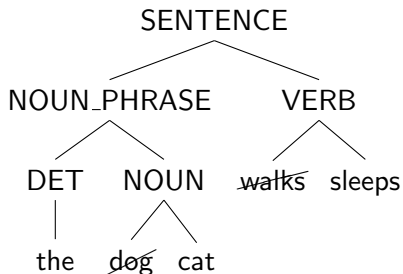 SENTENCE
NOUN_PHRASE VERB
DET NOUN walks sleeps
the dog cat